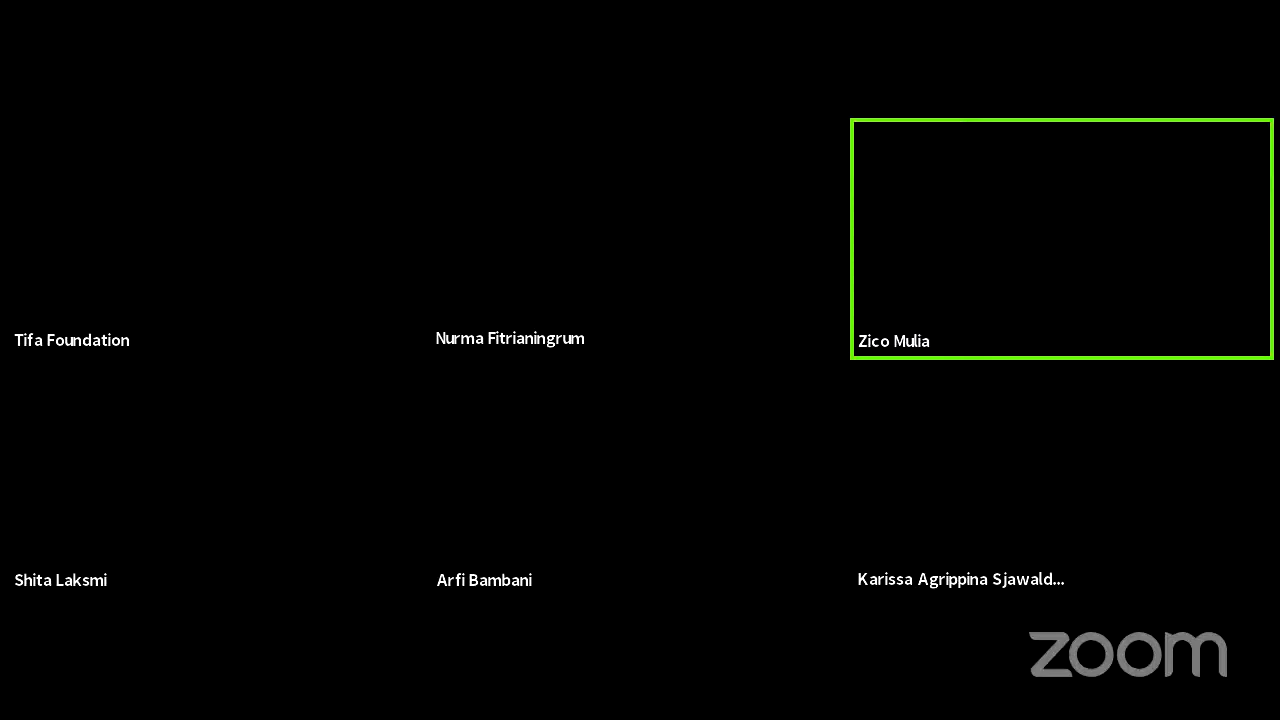 Tifa Foundation
Nurma Fitrianingrum
Zico Mulia
Shita Laksmi
Arfi Bambani
Karissa Agrippina Sjawald...
zoom